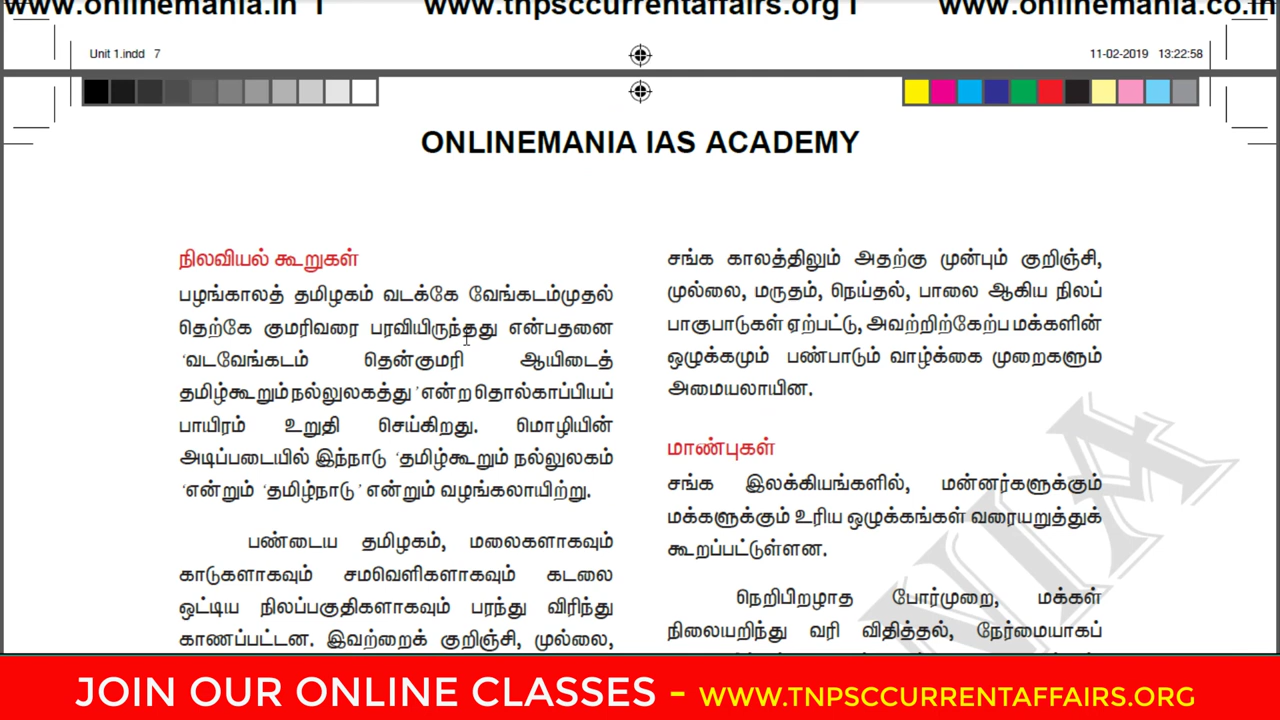 www.onlinemania.in I www.tnpsccurrentaffairs.org I www.onlinemania.co.in
Unit 1.indd 7 11-02-2019 13:22:58
ONLINEMANIA IAS ACADEMY
நிலவியல் கூறுகள்
பழங்காலத் தமிழகம் வடக்கே வேங்கடம்முதல்
தெற்கே குமரிவரை பரவியிருந்தது என்பதனை
‘வடவேங்கடம் தென்குமரி ஆயிடைத்
தமிழ்கூறும் நல்லுலகத்து’ என்ற தொல்காப்பியப்
பாயிரம் உறுதி செய்கிறது. மொழியின்
அடிப்படையில் இந்நாடு ‘தமிழ்கூறும் நல்லுலகம்
‘என்றும் ‘தமிழ்நாடு’ என்றும் வழங்கலாயிற்று.
பண்டைய தமிழகம், மலைகளாகவும்
காடுகளாகவும் சமவெளிகளாகவும் கடலை
ஒட்டிய நிலப்பகுதிகளாகவும் பரந்து விரிந்து
காணப்பட்டன. இவற்றைக் குறிஞ்சி, முல்லை,
சங்க காலத்திலும் அதற்கு முன்பும் குறிஞ்சி,
முல்லை, மருதம், நெய்தல், பாலை ஆகிய நிலப்
பாகுபாடுகள் ஏற்பட்டு, அவற்றிற்கேற்ப மக்களின்
ஒழுக்கமும் பண்பாடும் வாழ்க்கை முறைகளும்
அமையலாயின.
மாண்புகள்
சங்க இலக்கியங்களில், மன்னர்களுக்கும்
மக்களுக்கும் உரிய ஒழுக்கங்கள் வரையறுத்துக்
கூறப்பட்டுள்ளன.
நெறிபிறழாத போர்முறை, மக்கள்
நிலையறிந்து வரி விதித்தல், நேர்மையாகப்
NIA
JOIN OUR ONLINE CLASSES - WWW.TNPSCCURRENTAFFAIRS.ORG